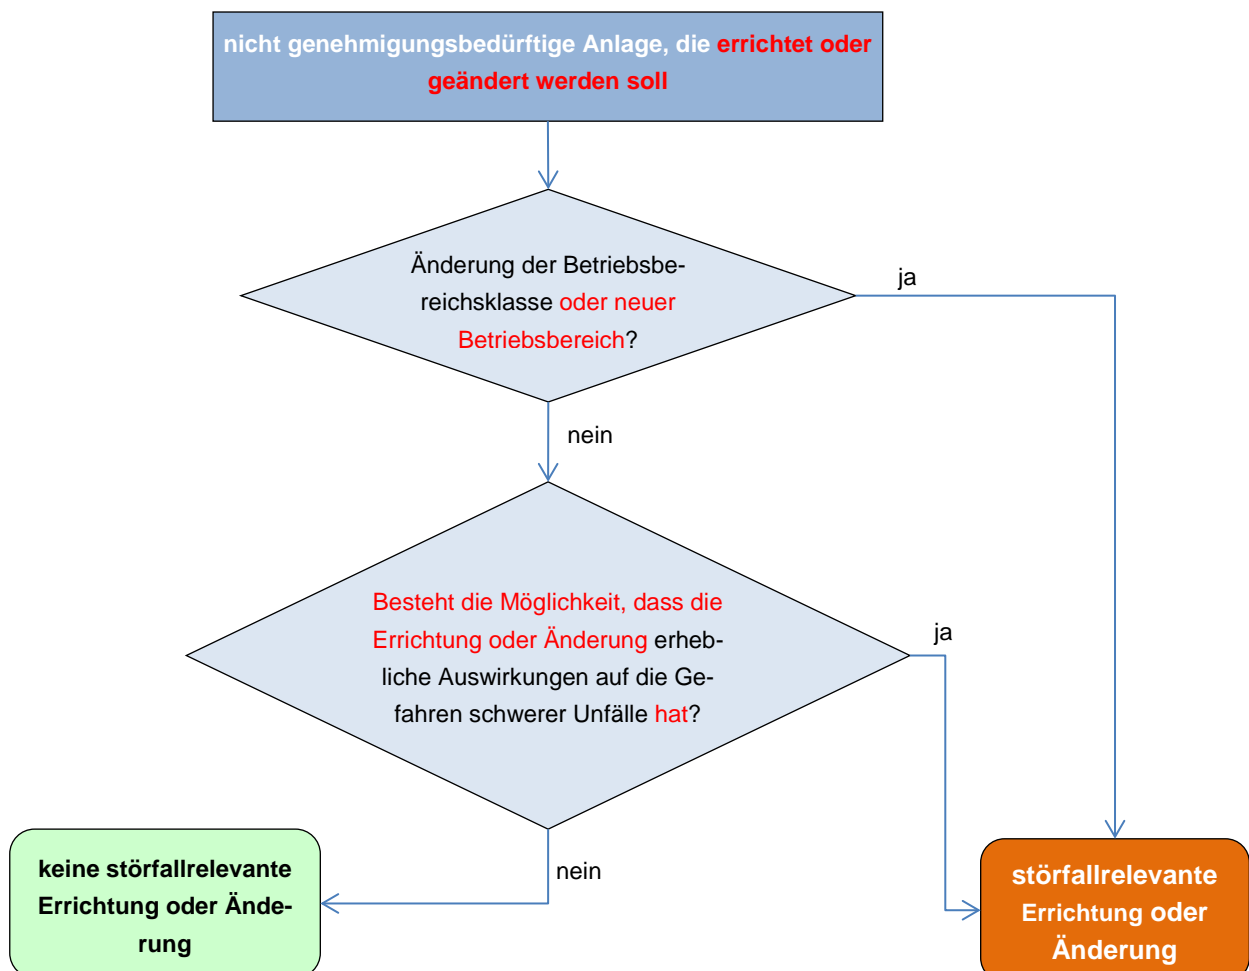 nicht genehmigungsbedürftige Anlage, die errichtet oder
geändert werden soll
Änderung der Betriebsbe-
reichsklasse oder neuer
Betriebsbereich?
ja
nein
Besteht die Möglichkeit, dass die
Errichtung oder Änderung erheb-
liche Auswirkungen auf die Ge-
fahren schwerer Unfälle hat?
ja
nein
keine störfallrelevante
Errichtung oder Ände-
rung
störfallrelevante
Errichtung oder
Änderung